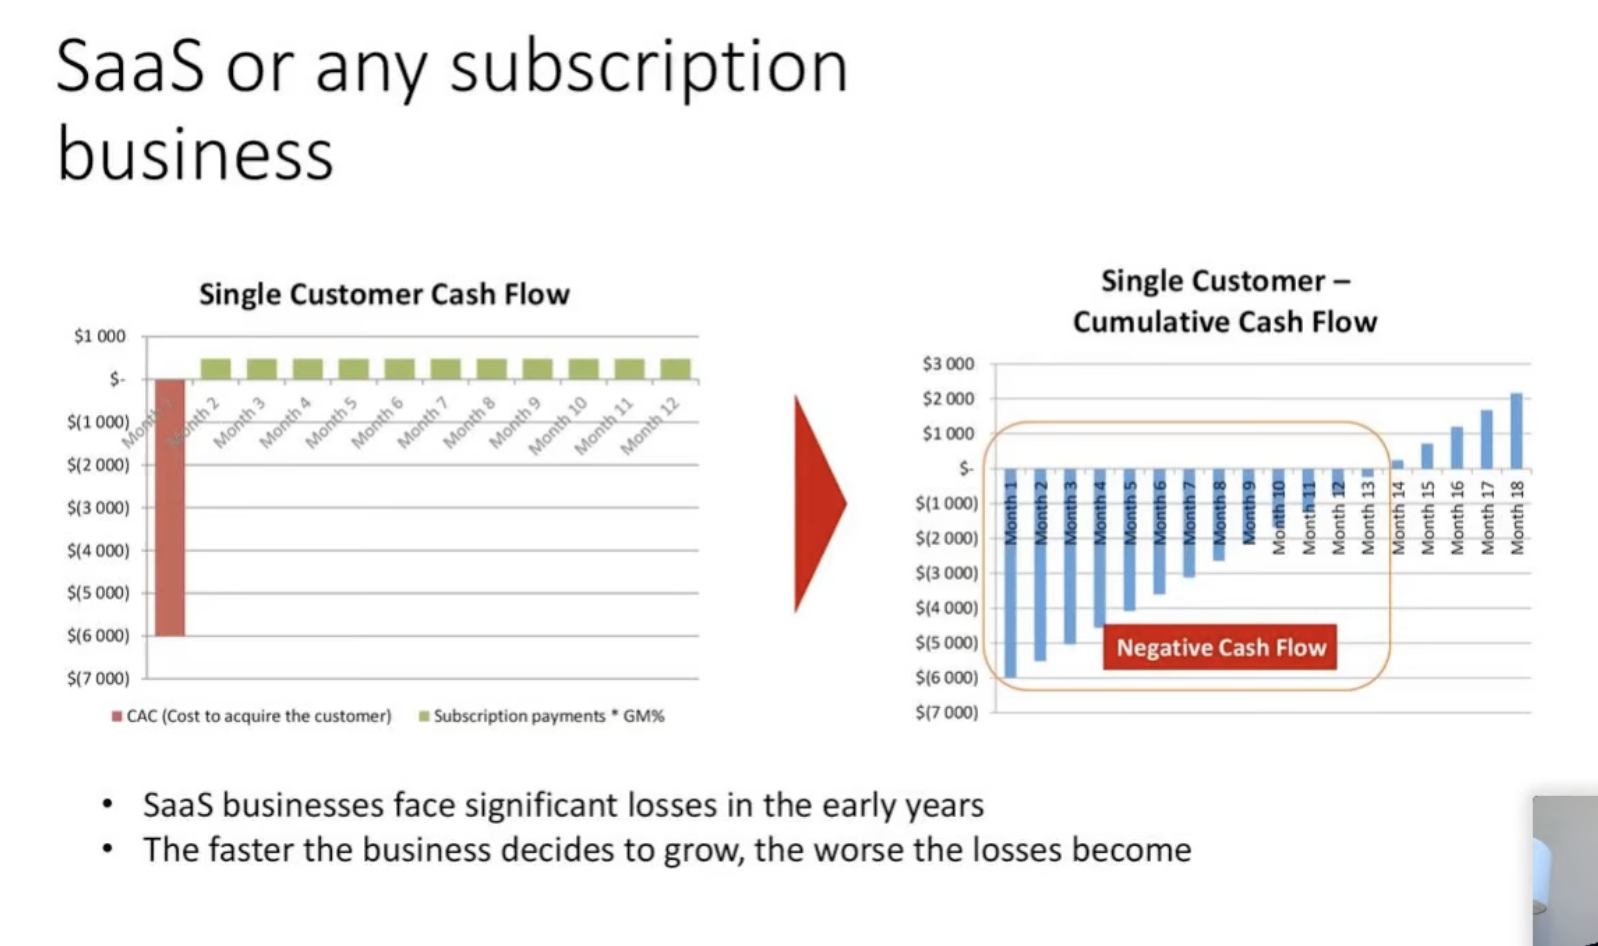 SaaS or any subscription
business
Single Customer Cash Flow
$1 000
$-
$(1 000)
$(2 000)
$(3 000)
$(4 000)
$(5 000)
$(6 000)
$(7 000)
Month 1
Month 2
Month 3
Month 4
Month 5
Month 6
Month 7
Month 8
Month 9
Month 10
Month 11
Month 12
CAC (Cost to acquire the customer)
Subscription payments * GM%
Single Customer –
Cumulative Cash Flow
$3 000
$2 000
$1 000
$-
$(1 000)
$(2 000)
$(3 000)
$(4 000)
$(5 000)
$(6 000)
$(7 000)
Month 1
Month 2
Month 3
Month 4
Month 5
Month 6
Month 7
Month 8
Month 9
Month 10
Month 11
Month 12
Month 13
Month 14
Month 15
Month 16
Month 17
Month 18
Negative Cash Flow
• SaaS businesses face significant losses in the early years
• The faster the business decides to grow, the worse the losses become